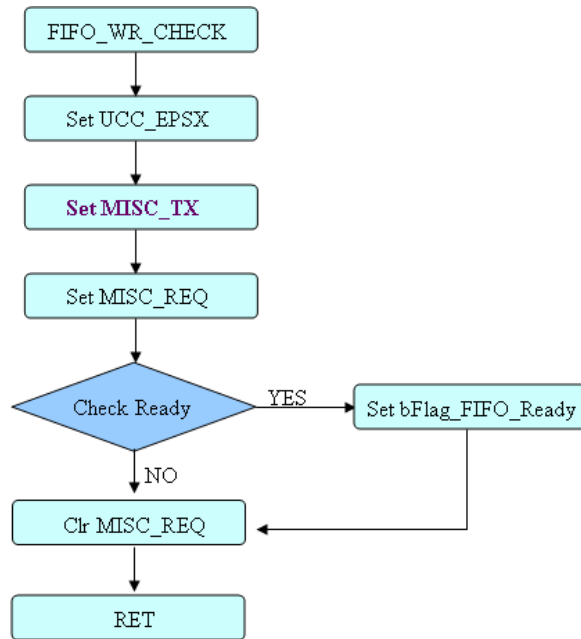 FIFO_WR_CHECK
Set UCC_EPSX
Set MISC_TX
Set MISC_REQ
Check Ready
YES
Set bFlag_FIFO_Ready
NO
Clr MISC_REQ
RET